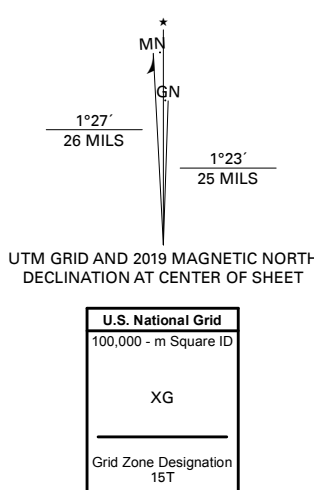 MN
GN
1°27´
26 MILS
1°23´
25 MILS
UTM GRID AND 2019 MAGNETIC NORTH
DECLINATION AT CENTER OF SHEET
U.S. National Grid
100,000 - m Square ID
XG
Grid Zone Designation
15T